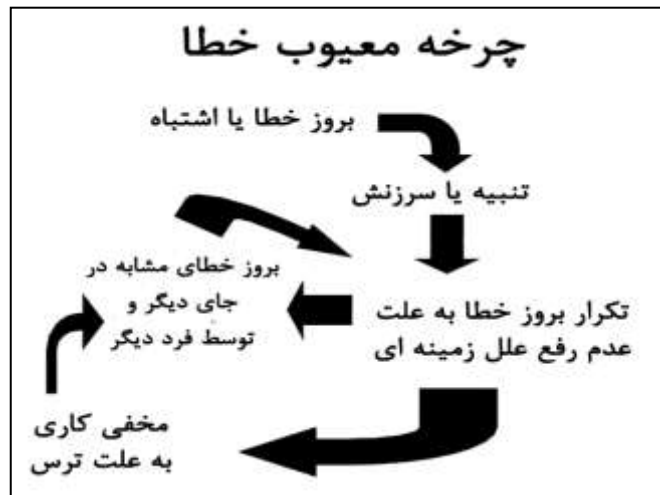 چرخه معیوب خطا
بروز خطا یا اشتباه
تنبیه یا سرزنش
تکرار بروز خطا به علت
عدم رفع علل زمینه ای
بروز خطای مشابه در
جای دیگر و
توسط فرد دیگر
مخفی کاری
به علت ترس